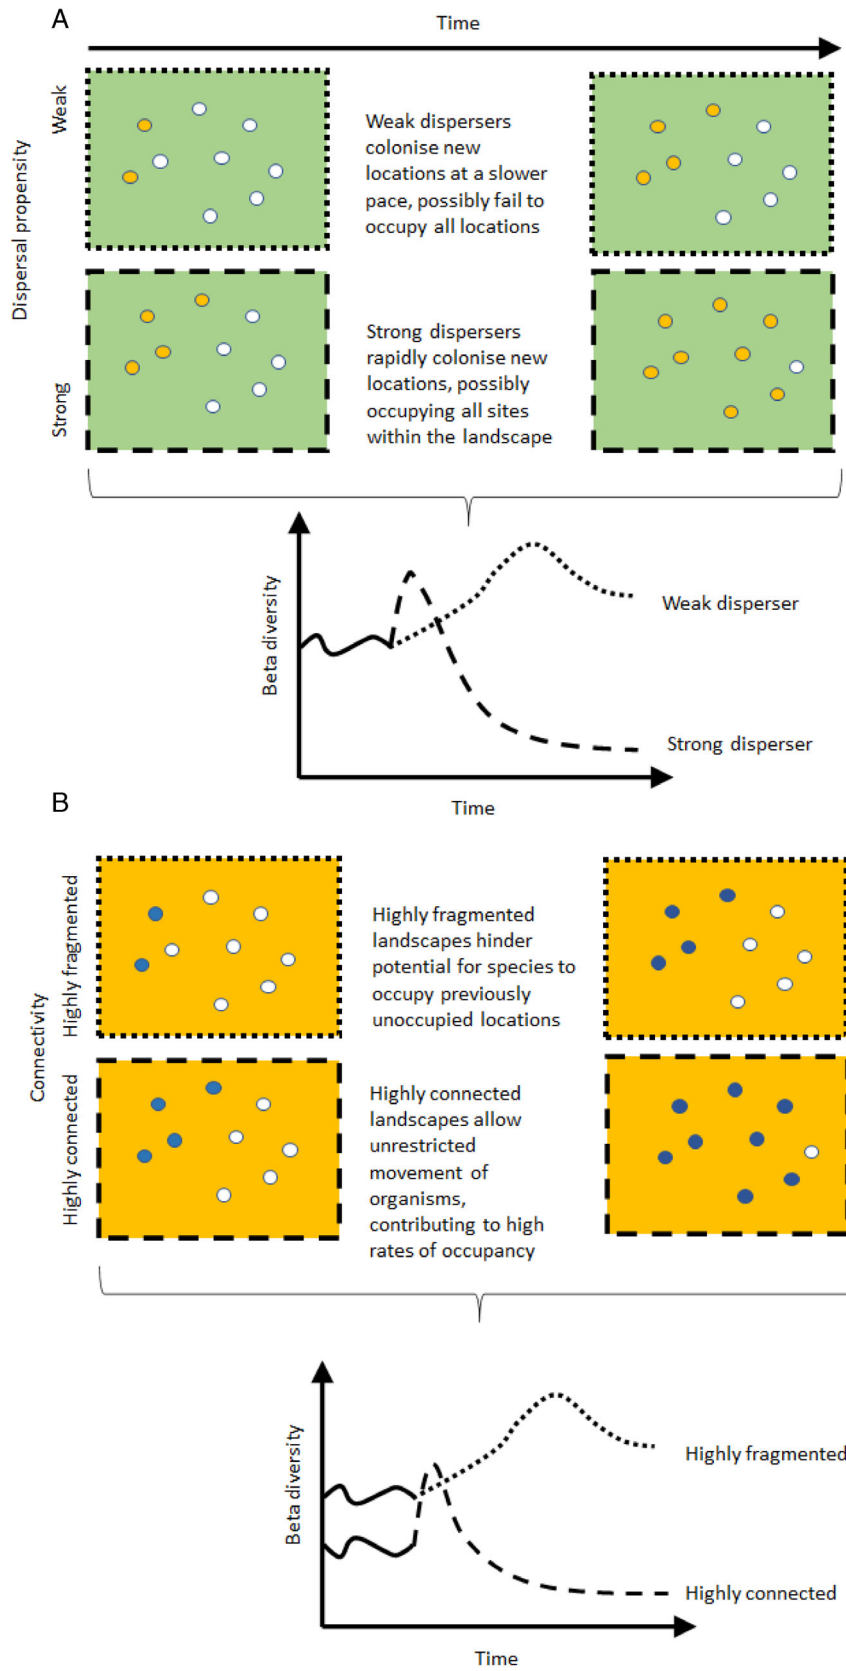 A
Time
Dispersal propensity
Weak
Weak dispersers
colonise new
locations at a slower
pace, possibly fail to
occupy all locations
Strong
Strong dispersers
rapidly colonise new
locations, possibly
occupying all sites
within the landscape
Beta diversity
Weak disperser
Strong disperser
Time
B
Connectivity
Highly fragmented
Highly fragmented
landscapes hinder
potential for species to
occupy previously
unoccupied locations
Highly connected
Highly connected
landscapes allow
unrestricted
movement of
organisms,
contributing to high
rates of occupancy
Beta diversity
Highly fragmented
Highly connected
Time